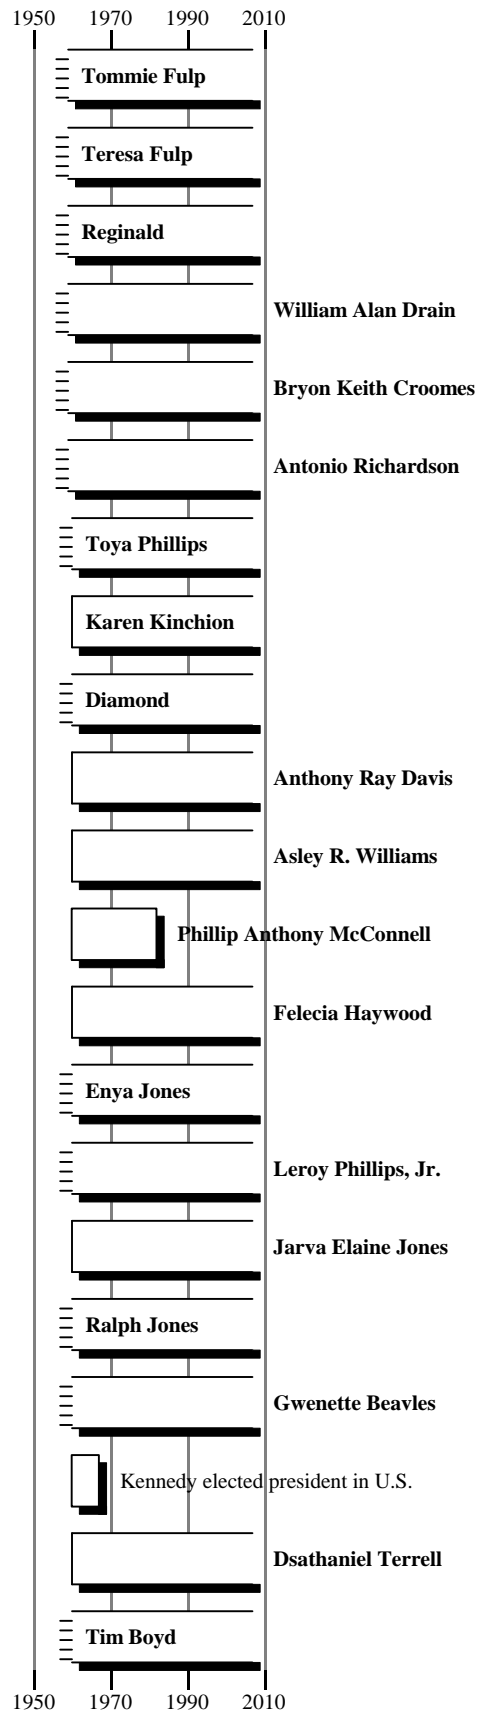 1950 1970 1990 2010
Tommie Fulp
Teresa Fulp
Reginald
William Alan Drain
Bryon Keith Croomes
Antonio Richardson
Toya Phillips
Karen Kinchion
Diamond
Anthony Ray Davis
Asley R. Williams
Phillip Anthony McConnell
Felecia Haywood
Enya Jones
Leroy Phillips, Jr.
Jarva Elaine Jones
Ralph Jones
Gwenette Beavles
Kennedy elected president in U.S.
Dsathaniel Terrell
Tim Boyd
1950 1970 1990 2010